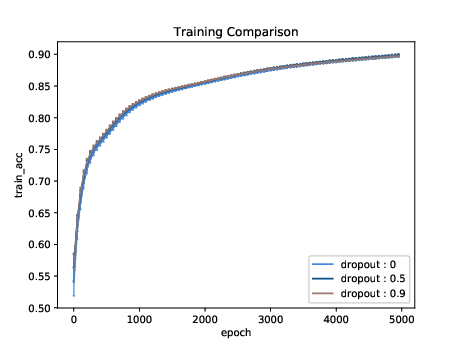 Training Comparison
0.90
0.85
0.80
0.75
0.70
0.65
0.60
0.55
0.50
train_acc
0 1000 2000 3000 4000 5000
epoch
dropout : 0
dropout : 0.5
dropout : 0.9